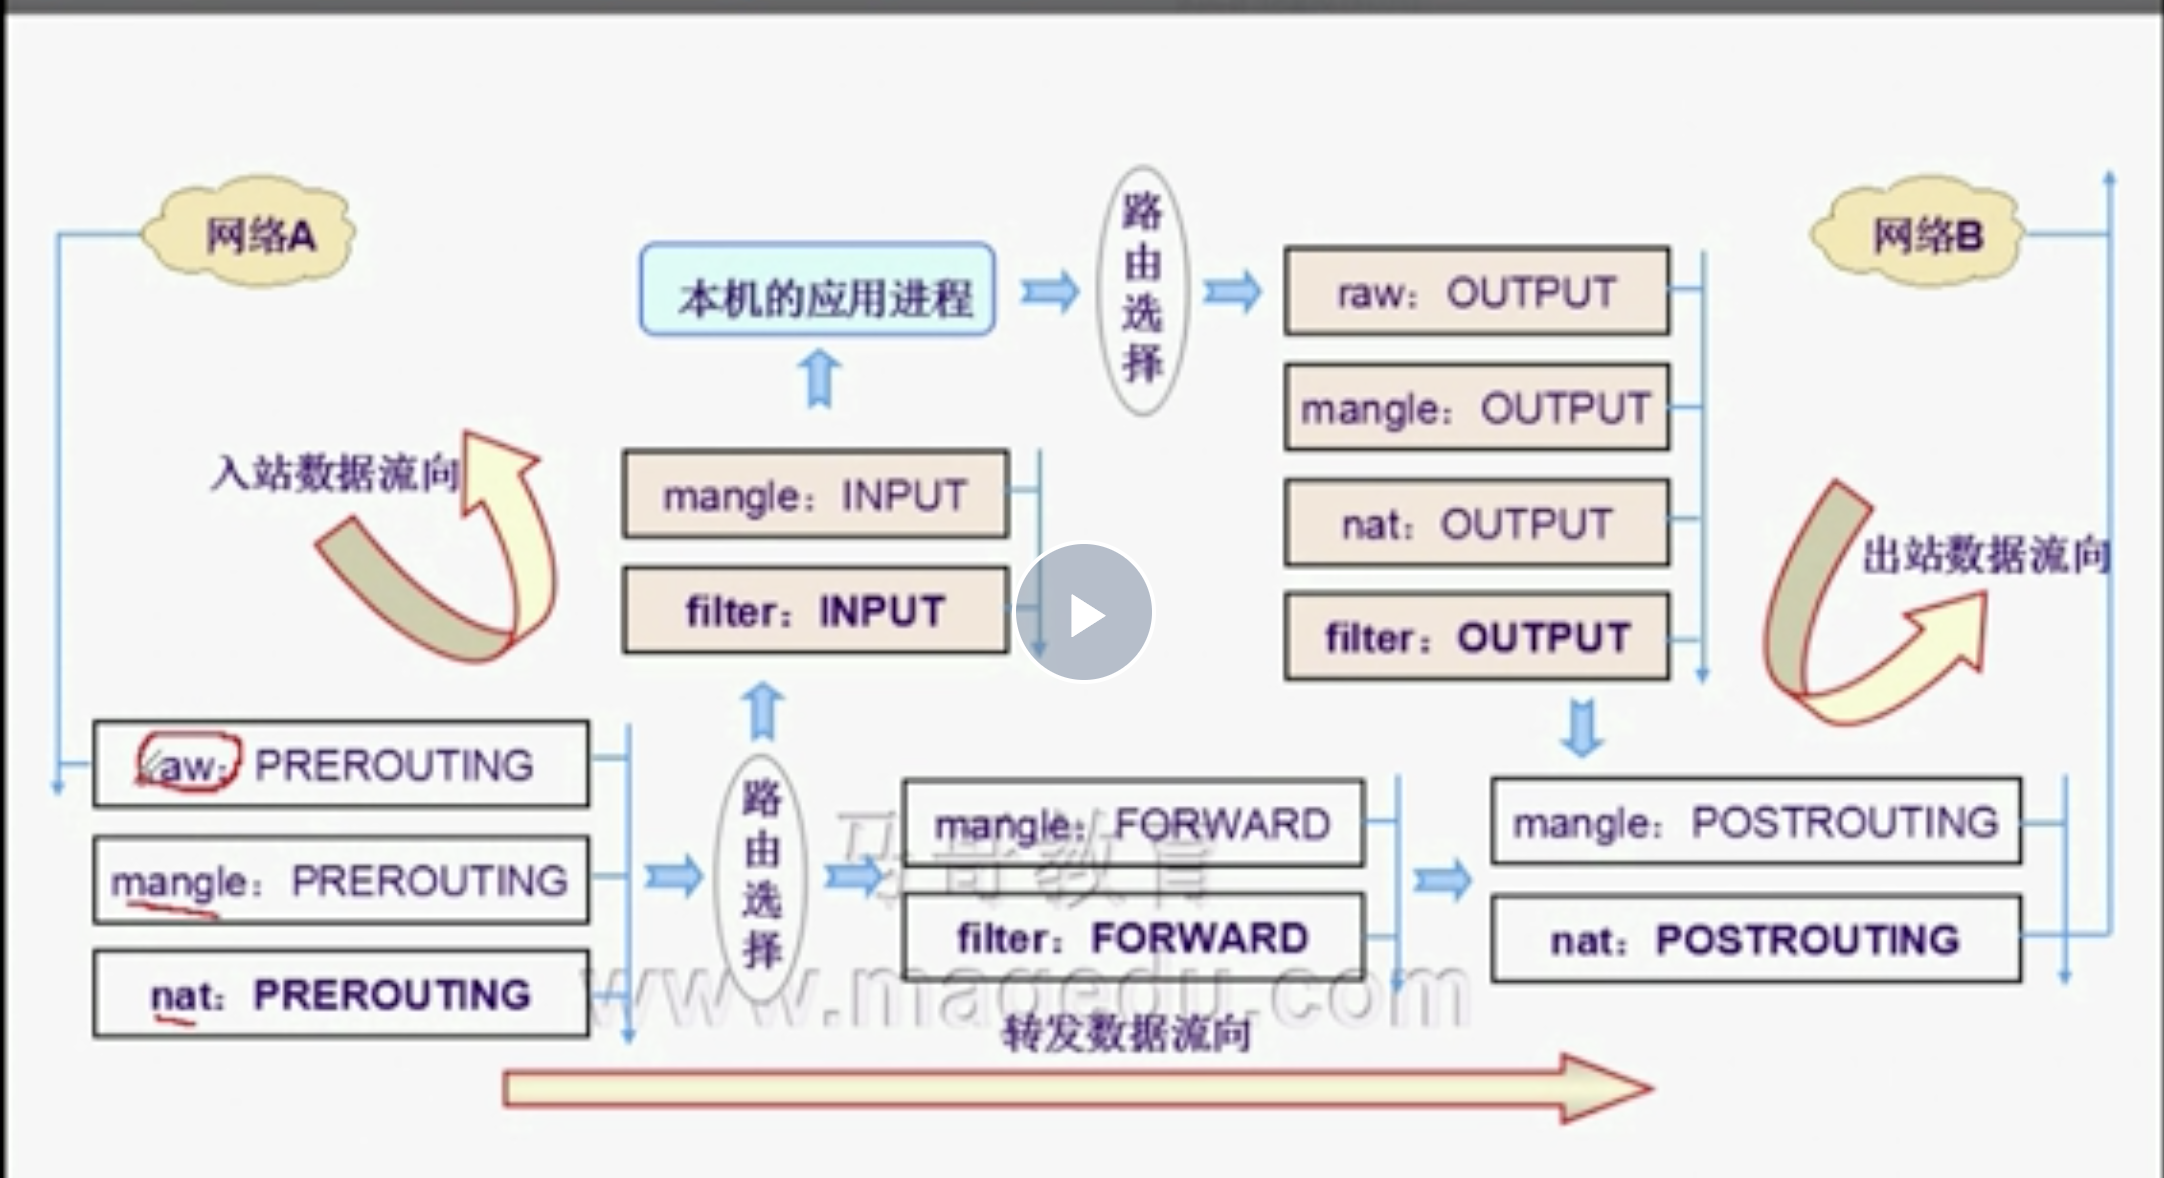 网络A
网络B
路由选择
本机的应用进程
raw：OUTPUT
mangle：OUTPUT
nat：OUTPUT
filter：OUTPUT
入站数据流向
mangle：INPUT
filter：INPUT
出站数据流向
raw：PREROUTING
mangle：PREROUTING
nat：PREROUTING
路由选择
mangle：FORWARD
filter：FORWARD
mangle：POSTROUTING
nat：POSTROUTING
马哥教育
www.magedu.com
转发数据流向